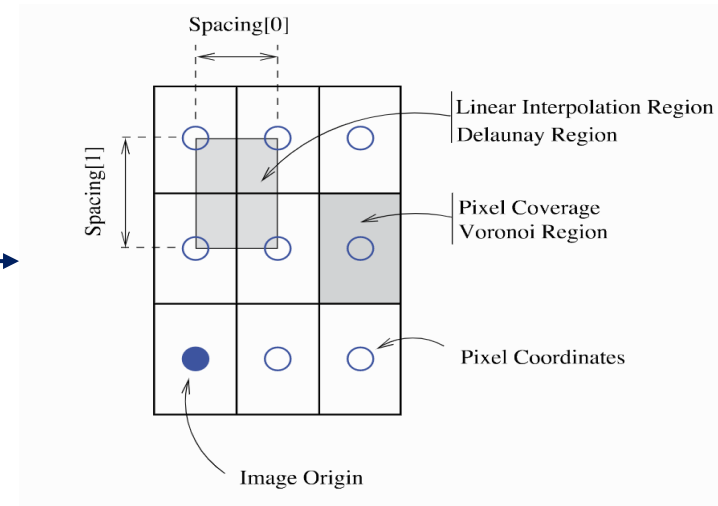 Spacing[0]
Linear Interpolation Region
Delaunay Region
Spacing[1]
Pixel Coverage
Voronoi Region
Pixel Coordinates
Image Origin